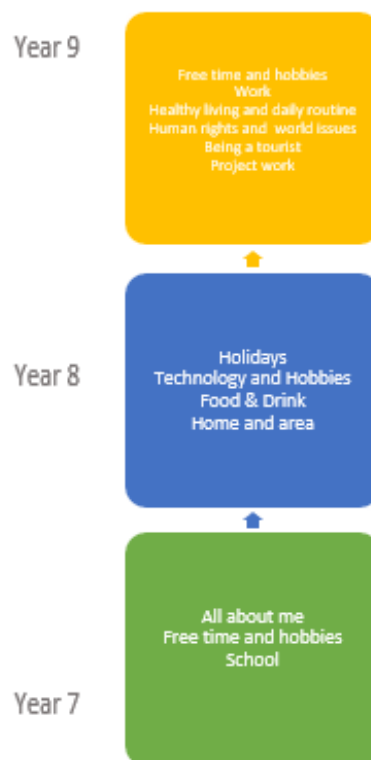 Year 9
Free time and hobbies
Work
Healthy living and daily routine
Human rights and world issues
Being a tourist
Project work
Year 8
Holidays
Technology and Hobbies
Food & Drink
Home and area
All about me
Free time and hobbies
School
Year 7